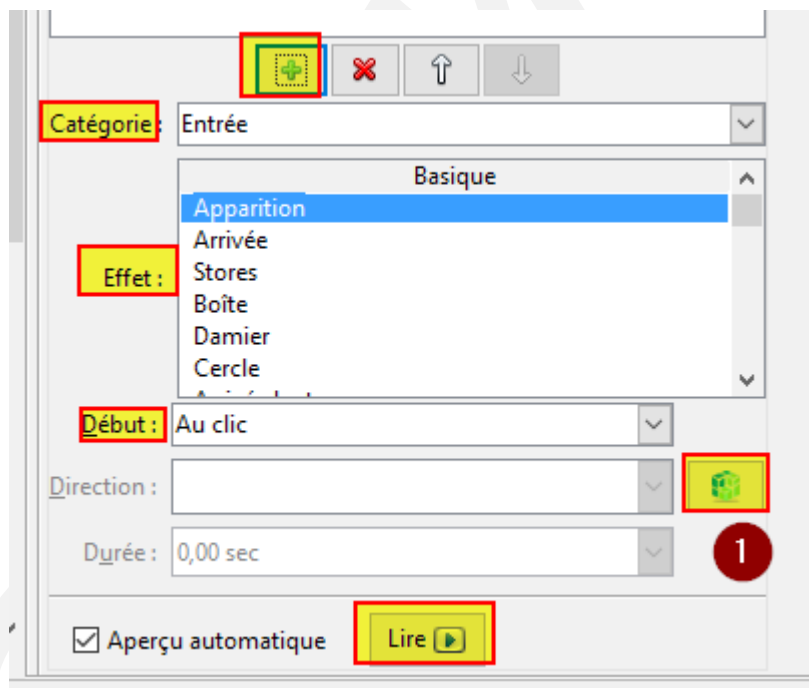 Catégorie : Entrée
Basique
Apparition
Arrivée
Stores
Boîte
Damier
Cercle
Effet :
Début : Au clic
Direction :
Durée : 0,00 sec
1
Aperçu automatique Lire